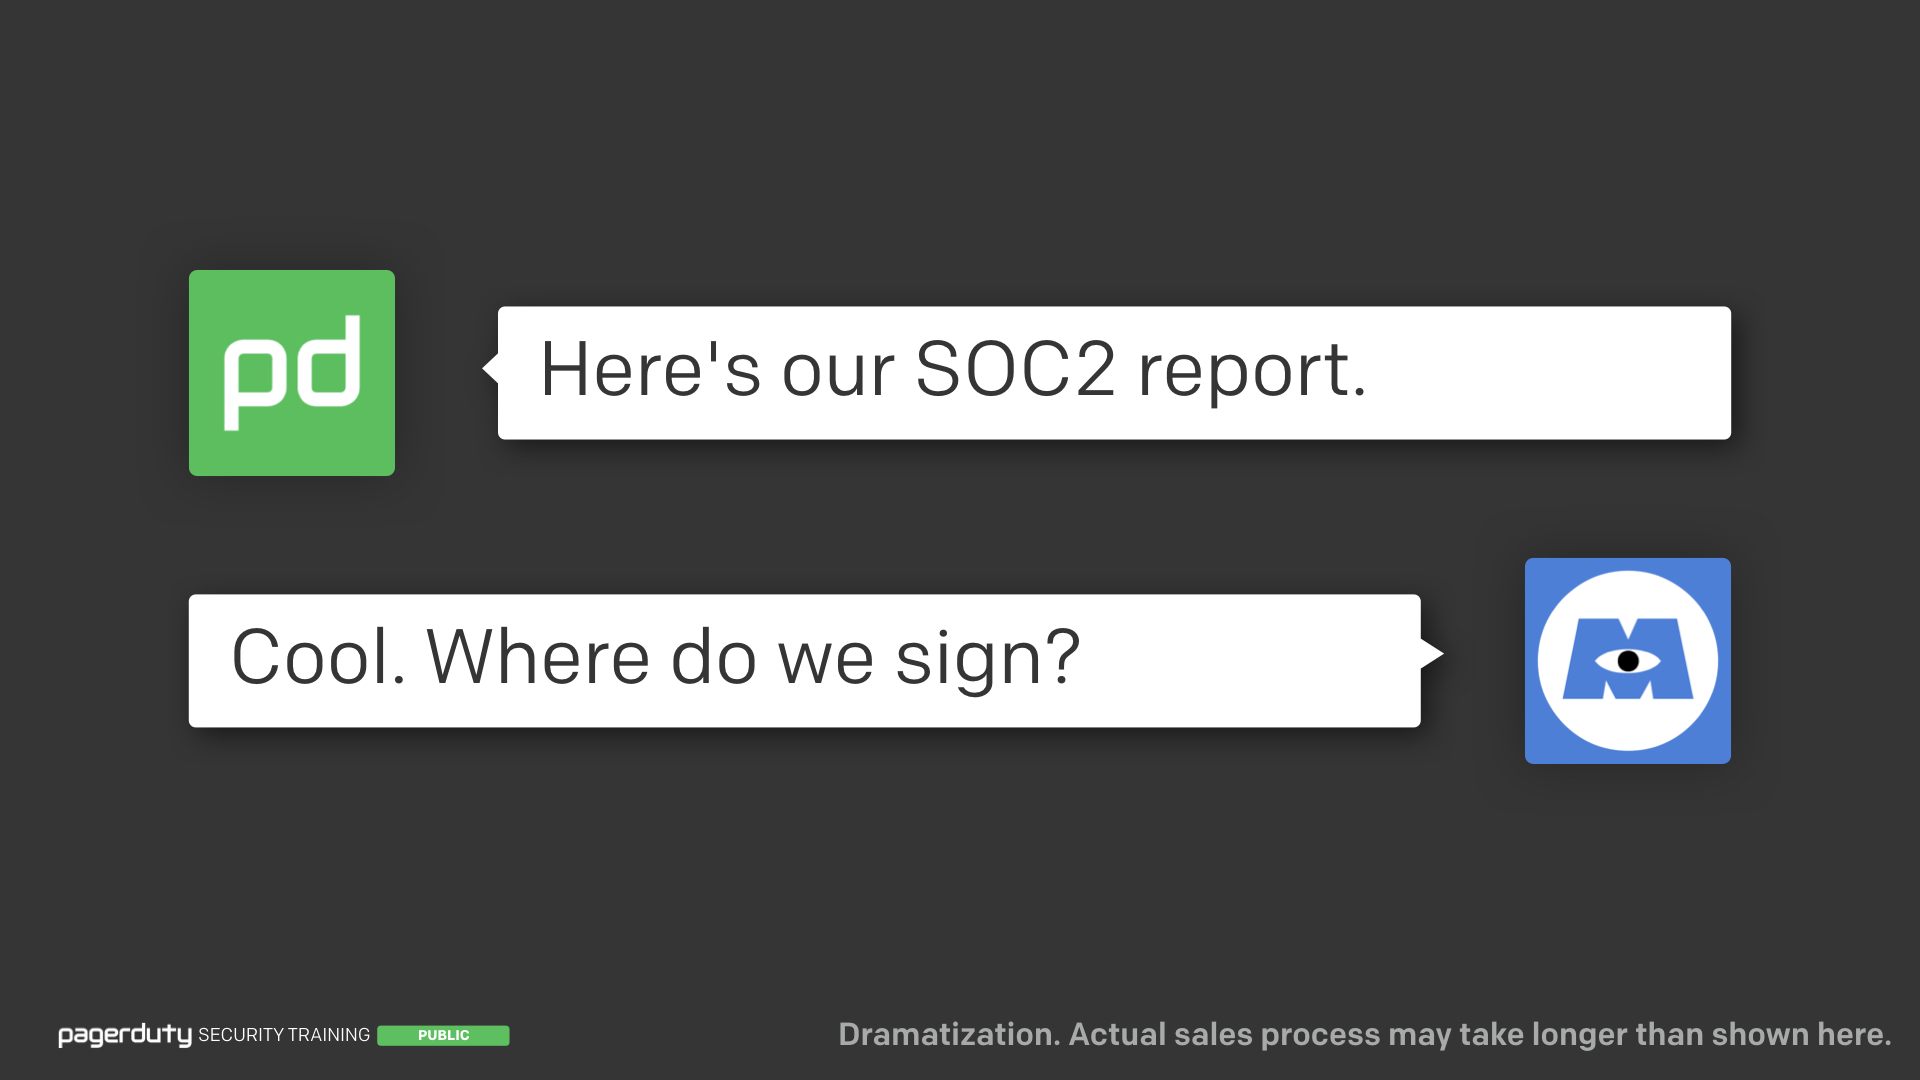 pd
Here's our SOC2 report.
Cool. Where do we sign?
M
pagerduty SECURITY TRAINING PUBLIC
Dramatization. Actual sales process may take longer than shown here.